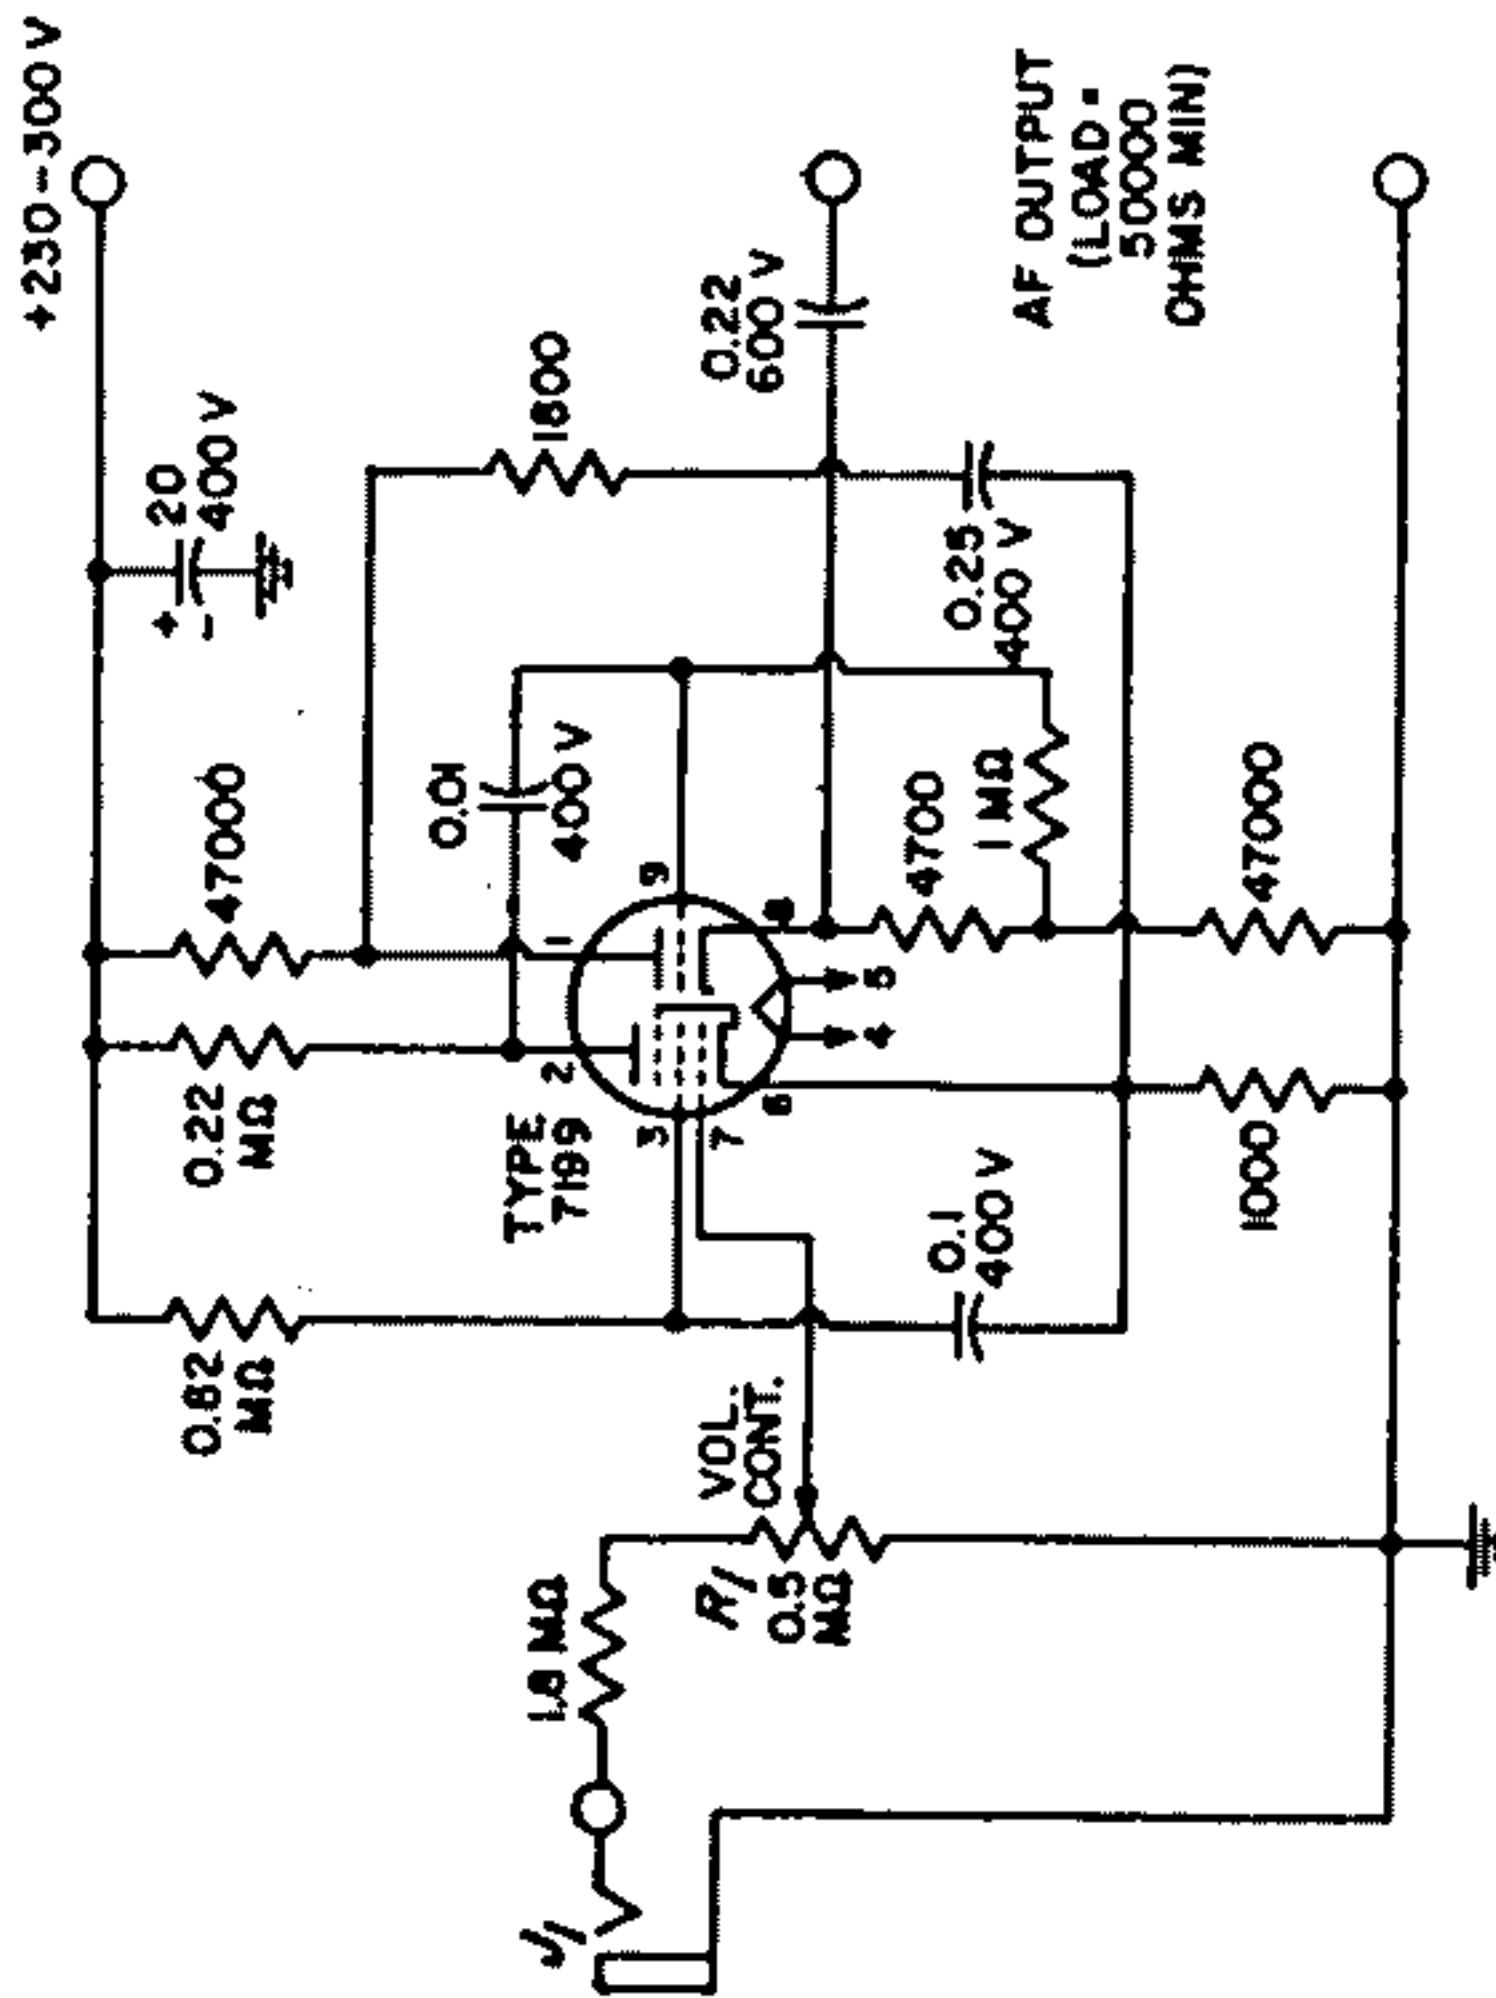 +230-300 V
20
400 V
+
-
47000
0.22
MΩ
0.82
MΩ
1800
0.01
400 V
0.22
600 V
AF OUTPUT
(LOAD =
50000
OHMS MIN)
TYPE
7199
1
2
3
7
9
8
6
4
5
0.25
400 V
4700
1 MΩ
0.1
400 V
47000
1000
VOL.
CONT.
R1
0.5
MΩ
1.8 MΩ
J1